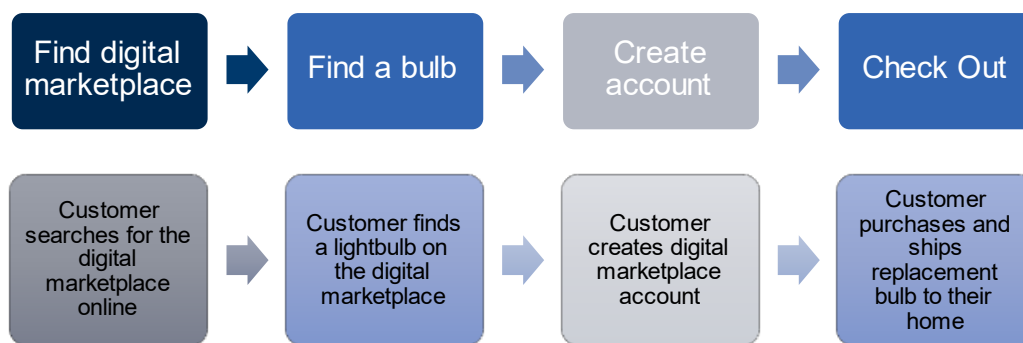 Find digital
marketplace
Find a bulb
Create
account
Check Out
Customer
searches for the
digital
marketplace
online
Customer finds
a lightbulb on
the digital
marketplace
Customer
creates digital
marketplace
account
Customer
purchases and
ships
replacement
bulb to their
home